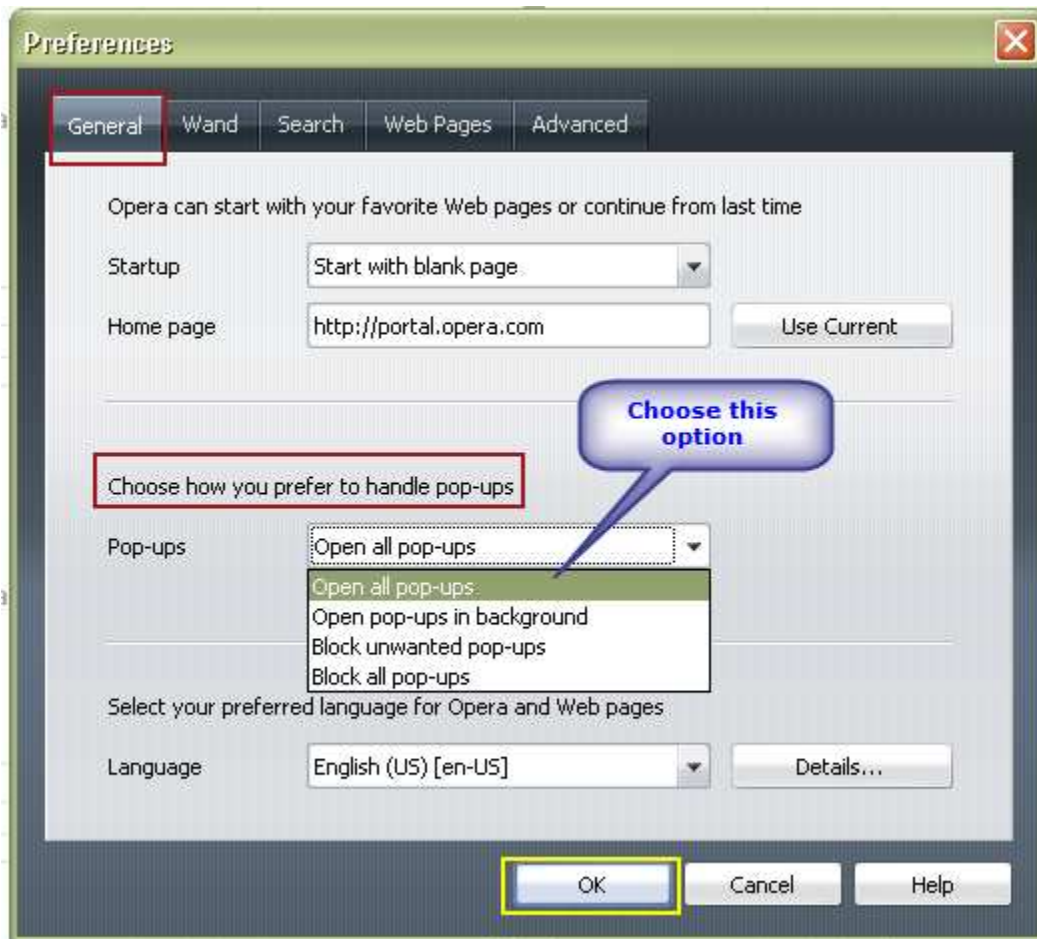 Preferences
General Wand Search Web Pages Advanced
Opera can start with your favorite Web pages or continue from last time
Startup Start with blank page
Home page http://portal.opera.com Use Current
Choose this
option
Choose how you prefer to handle pop-ups
Pop-ups Open all pop-ups
Open all pop-ups
Open pop-ups in background
Block unwanted pop-ups
Block all pop-ups
Select your preferred language for Opera and Web pages
Language English (US) [en-US] Details...
OK Cancel Help